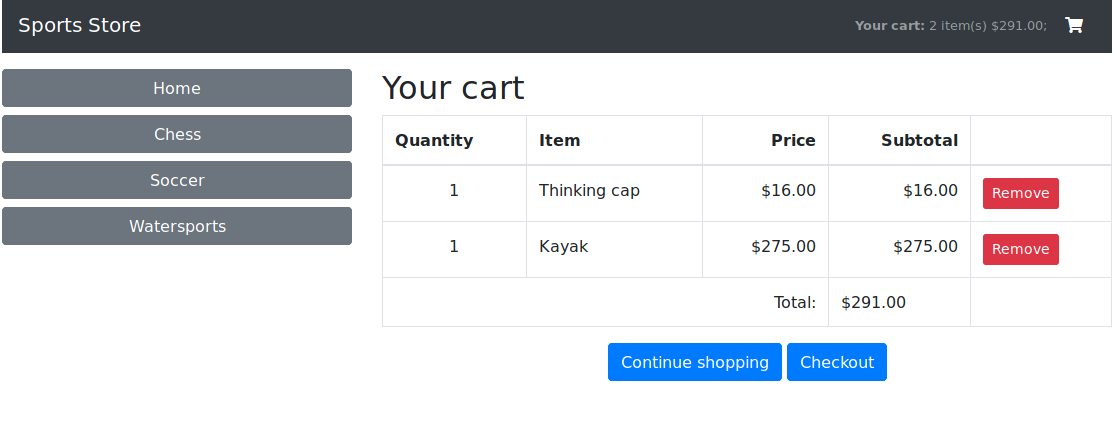 Sports Store
Your cart: 2 item(s) $291.00;
Home
Chess
Soccer
Watersports
Your cart
Quantity Item Price Subtotal
1 Thinking cap $16.00 $16.00 Remove
1 Kayak $275.00 $275.00 Remove
Total: $291.00
Continue shopping Checkout